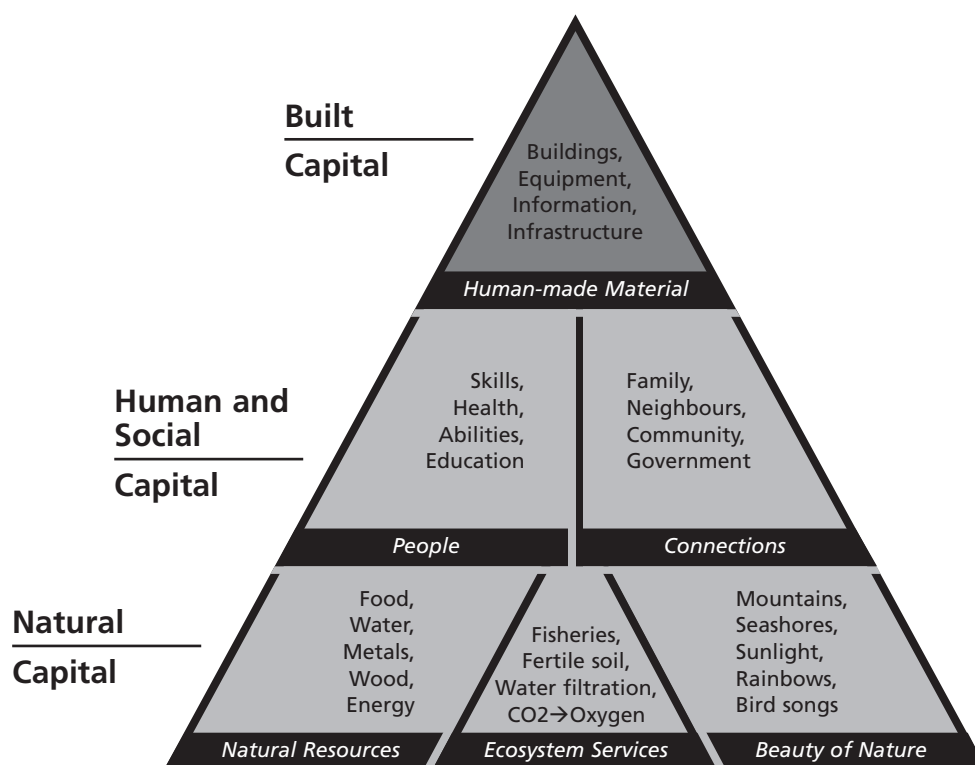 Built
Capital
Buildings,
Equipment,
Information,
Infrastructure
Human-made Material
Human and
Social
Capital
Skills,
Health,
Abilities,
Education
People
Family,
Neighbours,
Community,
Government
Connections
Natural
Capital
Food,
Water,
Metals,
Wood,
Energy
Natural Resources
Fisheries,
Fertile soil,
Water filtration,
CO2→Oxygen
Ecosystem Services
Mountains,
Seashores,
Sunlight,
Rainbows,
Bird songs
Beauty of Nature